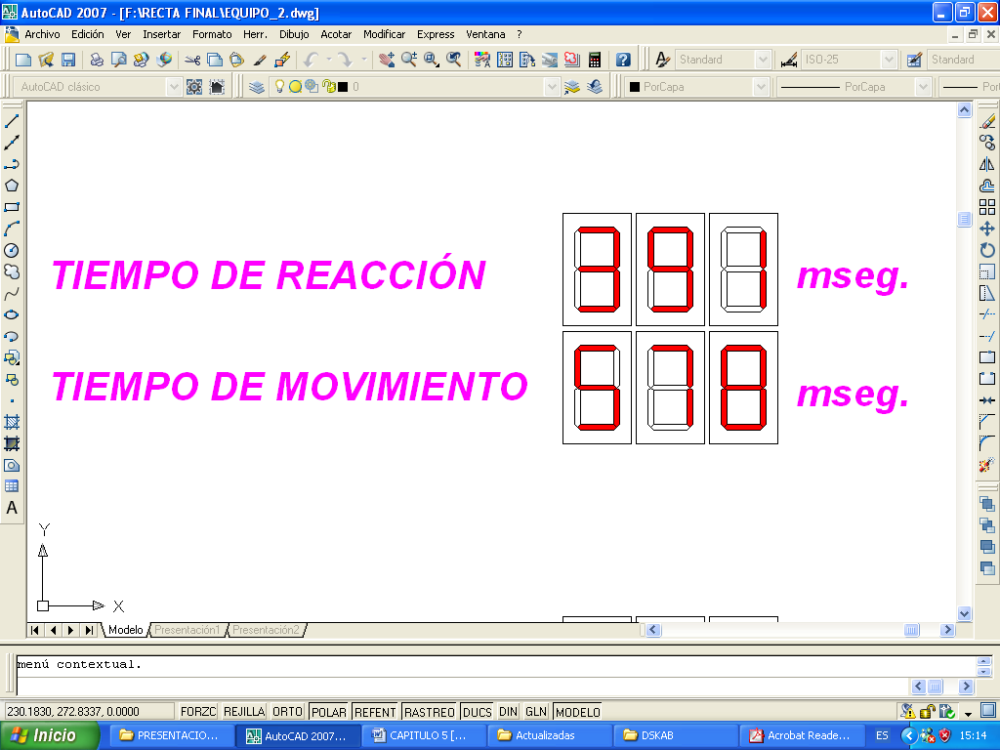 AutoCAD 2007 - [F:\RECTA FINAL\EQUIPO_2.dwg]
Archivo Edición Ver Insertar Formato Herr. Dibujo Acotar Modificar Express Ventana ?
Standard ISO-25 Standard
AutoCAD clásico 0 PorCapa PorCapa
TIEMPO DE REACCIÓN 391 mseg.
TIEMPO DE MOVIMIENTO 578 mseg.
Y
X
Modelo Presentación1 Presentación2
menú contextual.
230.1830, 272.8337, 0.0000 FORZC REJILLA ORTO POLAR REFENT RASTREO DUCS DIN GLN MODELO
Inicio PRESENTACIO... AutoCAD 2007... CAPITULO 5 [... Actualizadas DSKAB Acrobat Reade... ES 15:14